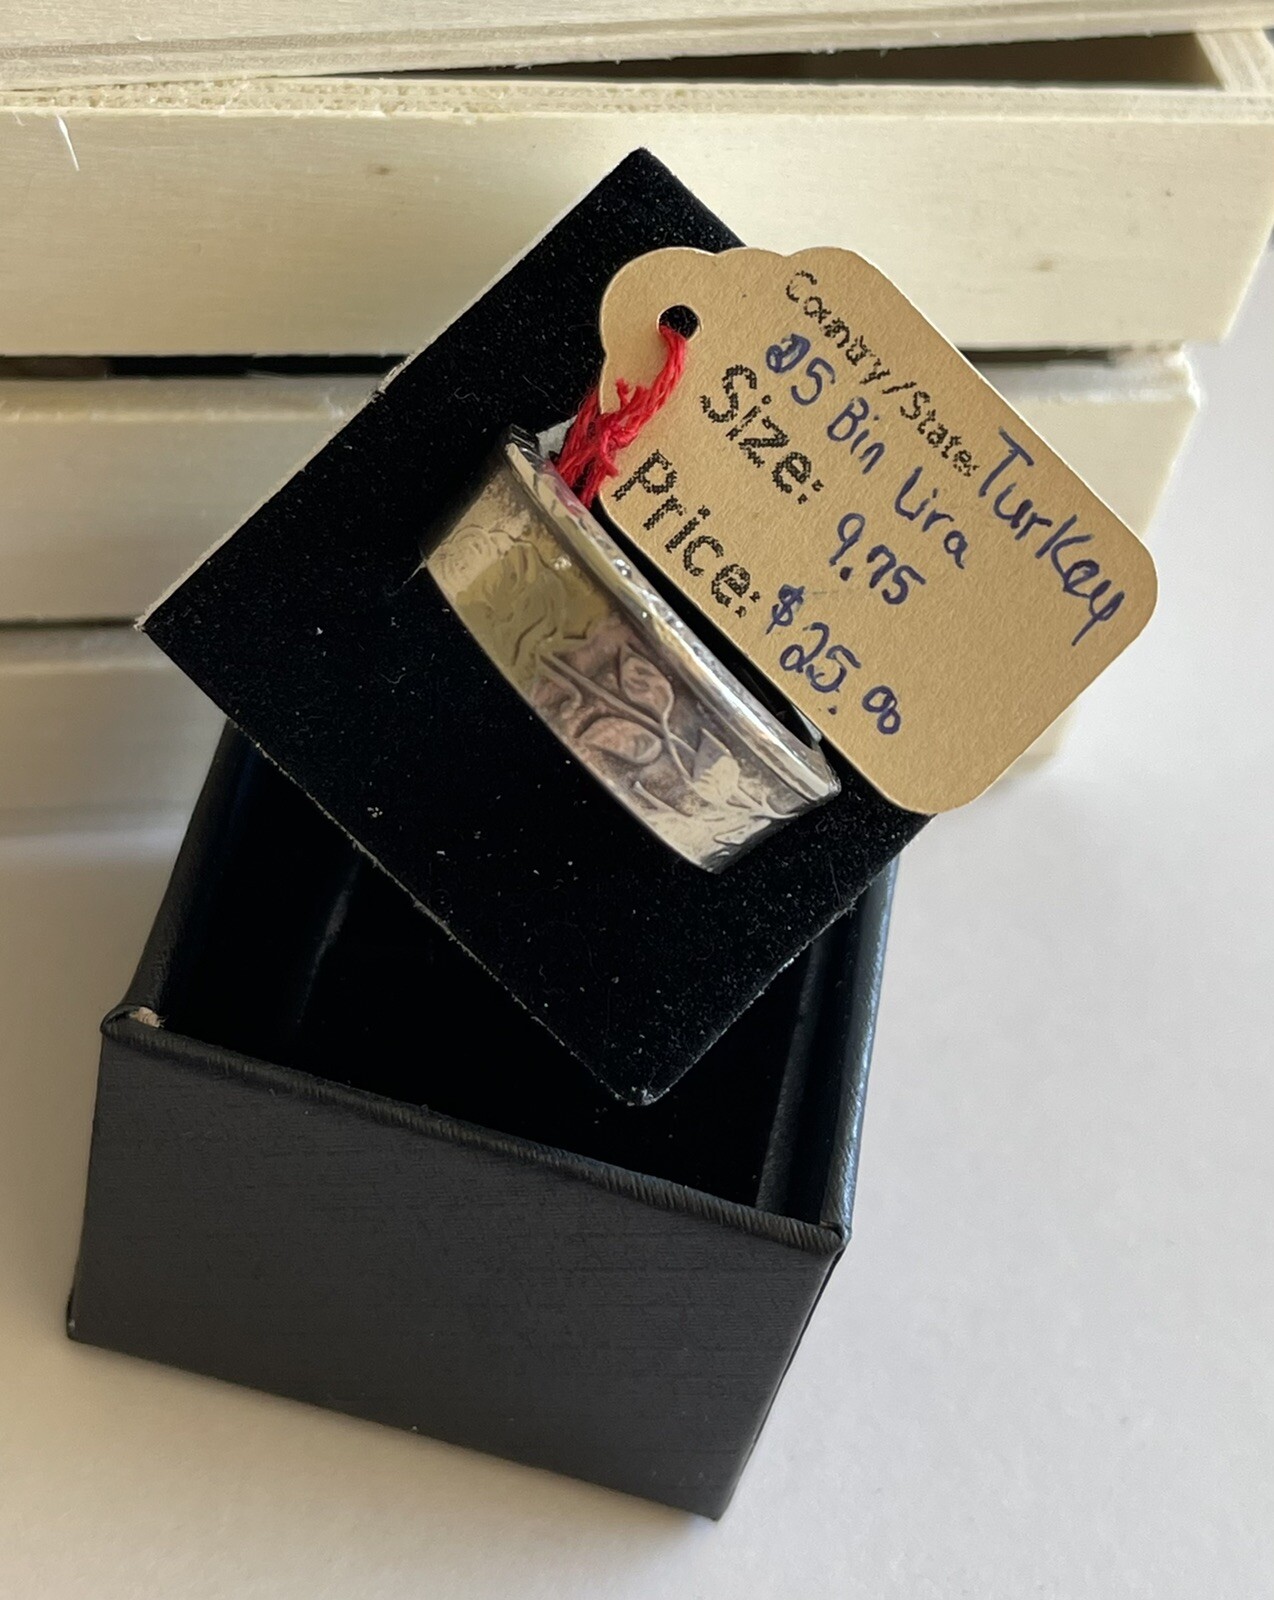 Country/State: Turkey
25 Bin Lira
Size: 9.75
Price: $25.00